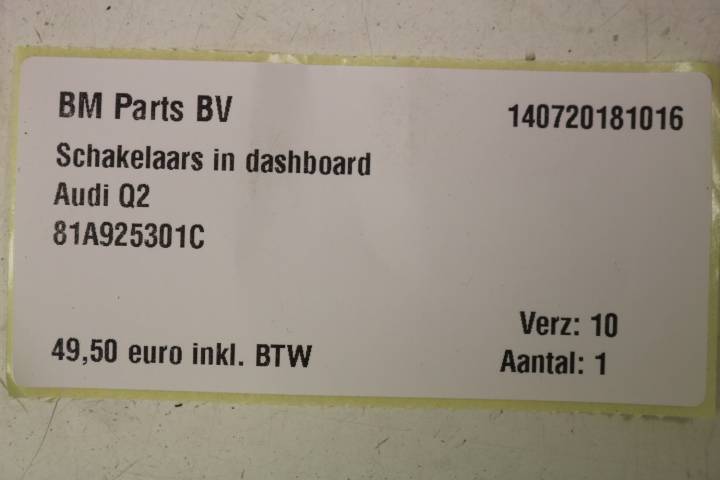 BM Parts BV 140720181016
Schakelaars in dashboard
Audi Q2
81A925301C
Verz: 10
49,50 euro inkl. BTW Aantal: 1